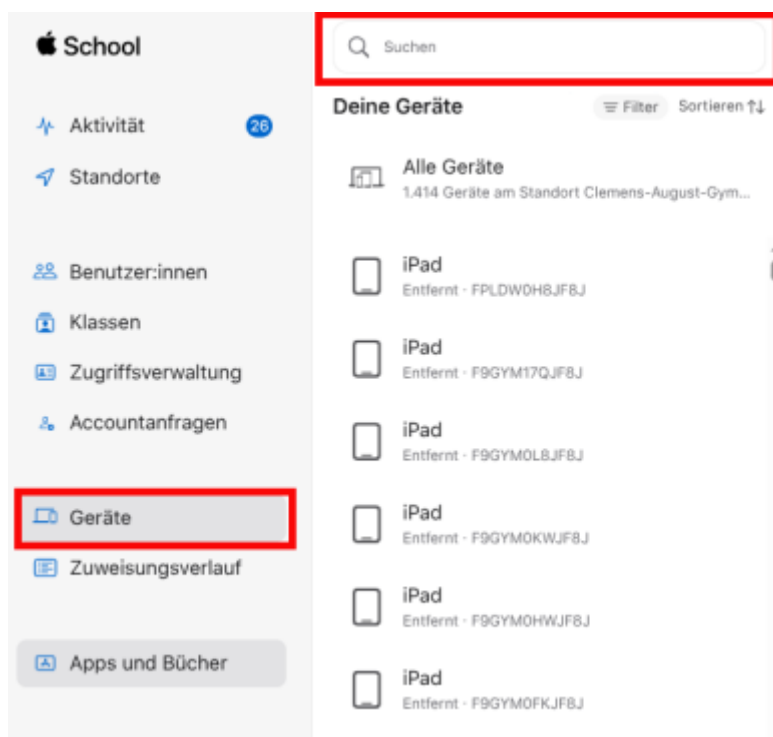 School
Aktivität
26
Standorte
Benutzer:innen
Klassen
Zugriffsverwaltung
Accountanfragen
Geräte
Zuweisungsverlauf
Apps und Bücher
Suchen
Deine Geräte
Filter
Sortieren
Alle Geräte
1.414 Geräte am Standort Clemens-August-Gym...
iPad
Entfernt · FPLDW0H8JF8J
iPad
Entfernt · F9GYM17QJF8J
iPad
Entfernt · F9GYM0L8JF8J
iPad
Entfernt · F9GYM0KWJF8J
iPad
Entfernt · F9GYM0HWJF8J
iPad
Entfernt · F9GYM0FKJF8J